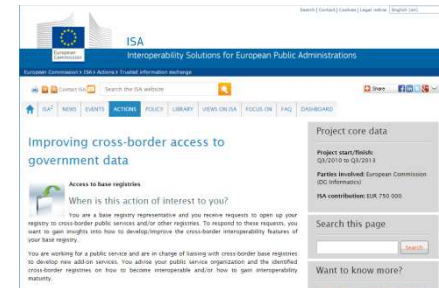 Search | Contact | Cookies | Legal notice English (en)
European
Commission
ISA
Interoperability Solutions for European Public Administrations
European Commission > ISA > Actions > Trusted information exchange
Contact ISA Search the ISA website Share
ISA² NEWS EVENTS ACTIONS POLICY LIBRARY VIEWS ON ISA FOCUS ON FAQ DASHBOARD
Improving cross-border access to
government data
Access to base registries
When is this action of interest to you?
You are a base registry representative and you receive requests to open up your
registry to cross-border public services and/or other registries. To respond to these requests, you
want to gain insights into how to develop/improve the cross-border interoperability features of
your base registry.
You are working for a public service and are in charge of liaising with cross-border base registries
to develop new add-on services. You advise your public service organization and the identified
cross-border registries on how to become interoperable and/or how to gain interoperability
maturity.
Project core data
Project start/finish:
Q3/2010 to Q3/2013
Parties involved: European Commission
(DG Informatics)
ISA contribution: EUR 750 000
Search this page
Search
Want to know more?